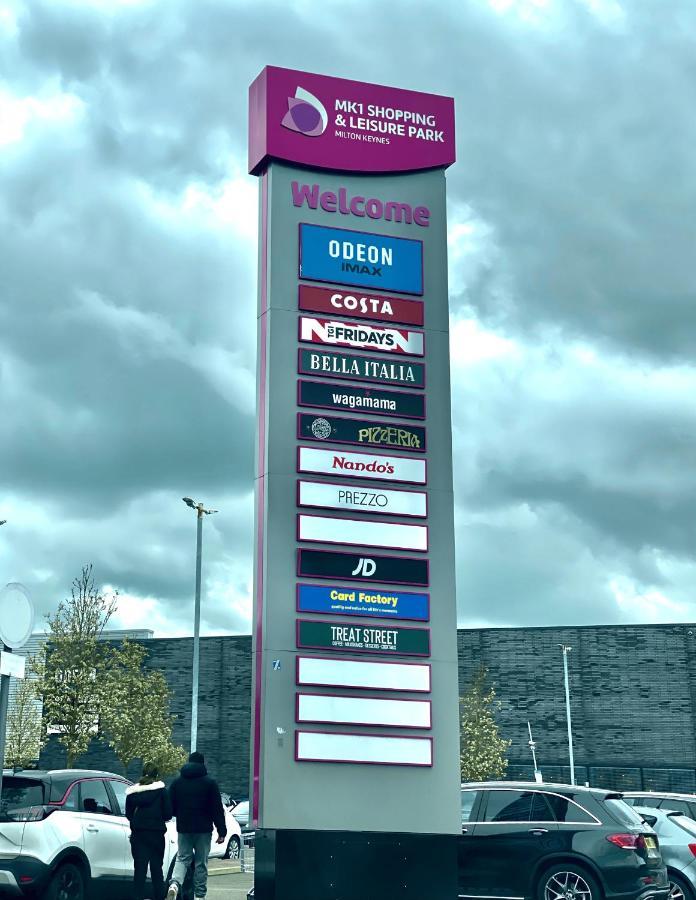 MK1 SHOPPING
& LEISURE PARK
MILTON KEYNES
Welcome
ODEON
IMAX
COSTA
TGI FRIDAYS
BELLA ITALIA
wagamama
PIZZERIA
Nando's
PREZZO
JD
Card Factory
TREAT STREET